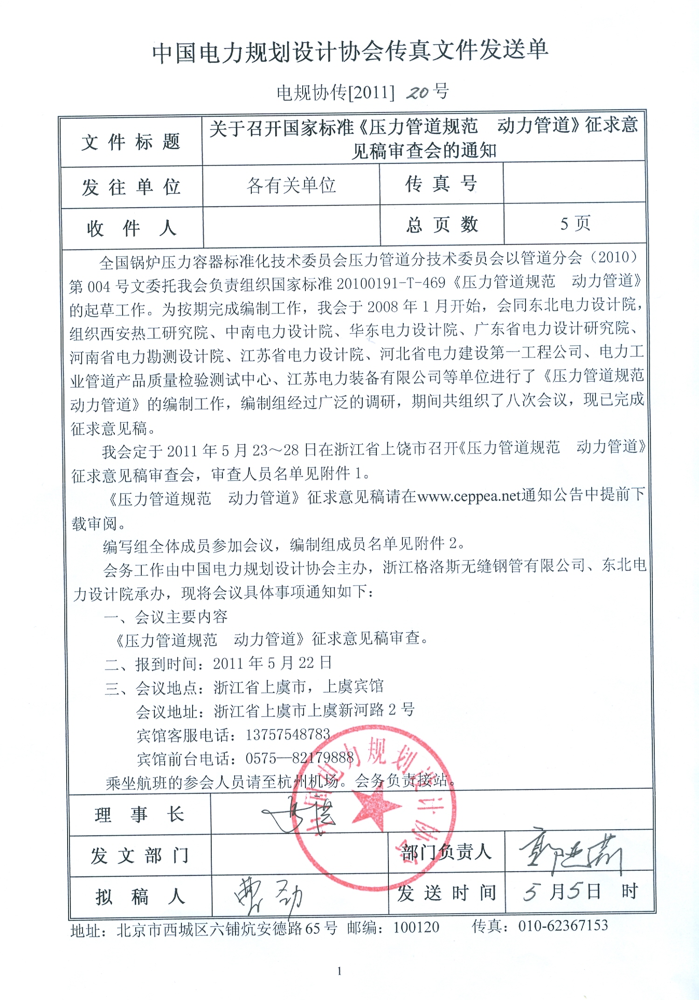 中国电力规划设计协会传真文件发送单
电规协传[2011] 20号
文件标题
关于召开国家标准《压力管道规范 动力管道》征求意
见稿审查会的通知
发往单位 各有关单位 传真号
收件人 总页数 5 页
全国锅炉压力容器标准化技术委员会压力管道分技术委员会以管道分会（2010）
第 004 号文委托我会负责组织国家标准 20100191-T-469《压力管道规范 动力管道》
的起草工作。为按期完成编制工作，我会于 2008 年 1 月开始，会同东北电力设计院，
组织西安热工研究院、中南电力设计院、华东电力设计院、广东省电力设计研究院、
河南省电力勘测设计院、江苏省电力设计院、河北省电力建设第一工程公司、电力工
业管道产品质量检验测试中心、江苏电力装备有限公司等单位进行了《压力管道规范
动力管道》的编制工作，编制组经过广泛的调研，期间共组织了八次会议，现已完成
征求意见稿。
我会定于 2011 年 5 月 23～28 日在浙江省上饶市召开《压力管道规范 动力管道》
征求意见稿审查会，审查人员名单见附件 1。
《压力管道规范 动力管道》征求意见稿请在www.ceppea.net通知公告中提前下
载审阅。
编写组全体成员参加会议，编制组成员名单见附件 2。
会务工作由中国电力规划设计协会主办，浙江格洛斯无缝钢管有限公司、东北电
力设计院承办，现将会议具体事项通知如下：
一、会议主要内容
《压力管道规范 动力管道》征求意见稿审查。
二、报到时间：2011 年 5 月 22 日
三、会议地点：浙江省上虞市，上虞宾馆
会议地址：浙江省上虞市上虞新河路 2 号
宾馆客服电话：13757548783
宾馆前台电话：0575—82179888
乘坐航班的参会人员请至杭州机场。会务负责接站。
中国电力规划设计协会
理事长
发文部门 部门负责人
拟稿人 曹劲 发送时间 5月5日 时
地址：北京市西城区六铺炕安德路 65 号 邮编：100120 传真：010-62367153
1